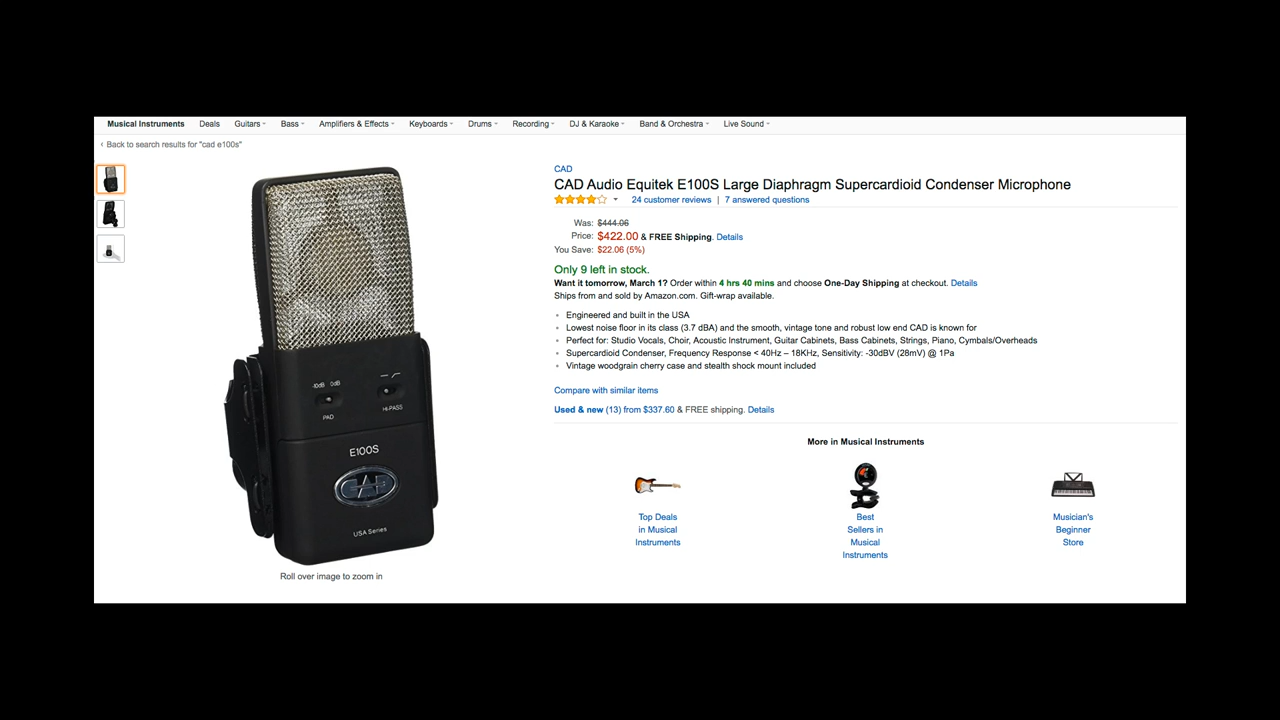 Musical Instruments Deals Guitars Bass Amplifiers & Effects Keyboards Drums Recording DJ & Karaoke Band & Orchestra Live Sound
‹ Back to search results for "cad e100s"
CAD
CAD Audio Equitek E100S Large Diaphragm Supercardioid Condenser Microphone
24 customer reviews | 7 answered questions
Was: $444.06
Price: $422.00 & FREE Shipping. Details
You Save: $22.06 (5%)
Only 9 left in stock.
Want it tomorrow, March 1? Order within 4 hrs 40 mins and choose One-Day Shipping at checkout. Details
Ships from and sold by Amazon.com. Gift-wrap available.
Engineered and built in the USA
Lowest noise floor in its class (3.7 dBA) and the smooth, vintage tone and robust low end CAD is known for
Perfect for: Studio Vocals, Choir, Acoustic Instrument, Guitar Cabinets, Bass Cabinets, Strings, Piano, Cymbals/Overheads
Supercardioid Condenser, Frequency Response < 40Hz – 18KHz, Sensitivity: -30dBV (28mV) @ 1Pa
Vintage woodgrain cherry case and stealth shock mount included
Compare with similar items
Used & new (13) from $337.60 & FREE shipping. Details
More in Musical Instruments
Top Deals
in Musical
Instruments
Best
Sellers in
Musical
Instruments
Musician's
Beginner
Store
-10dB 0dB
PAD
HI-PASS
E100S
CAD
USA Series
Roll over image to zoom in